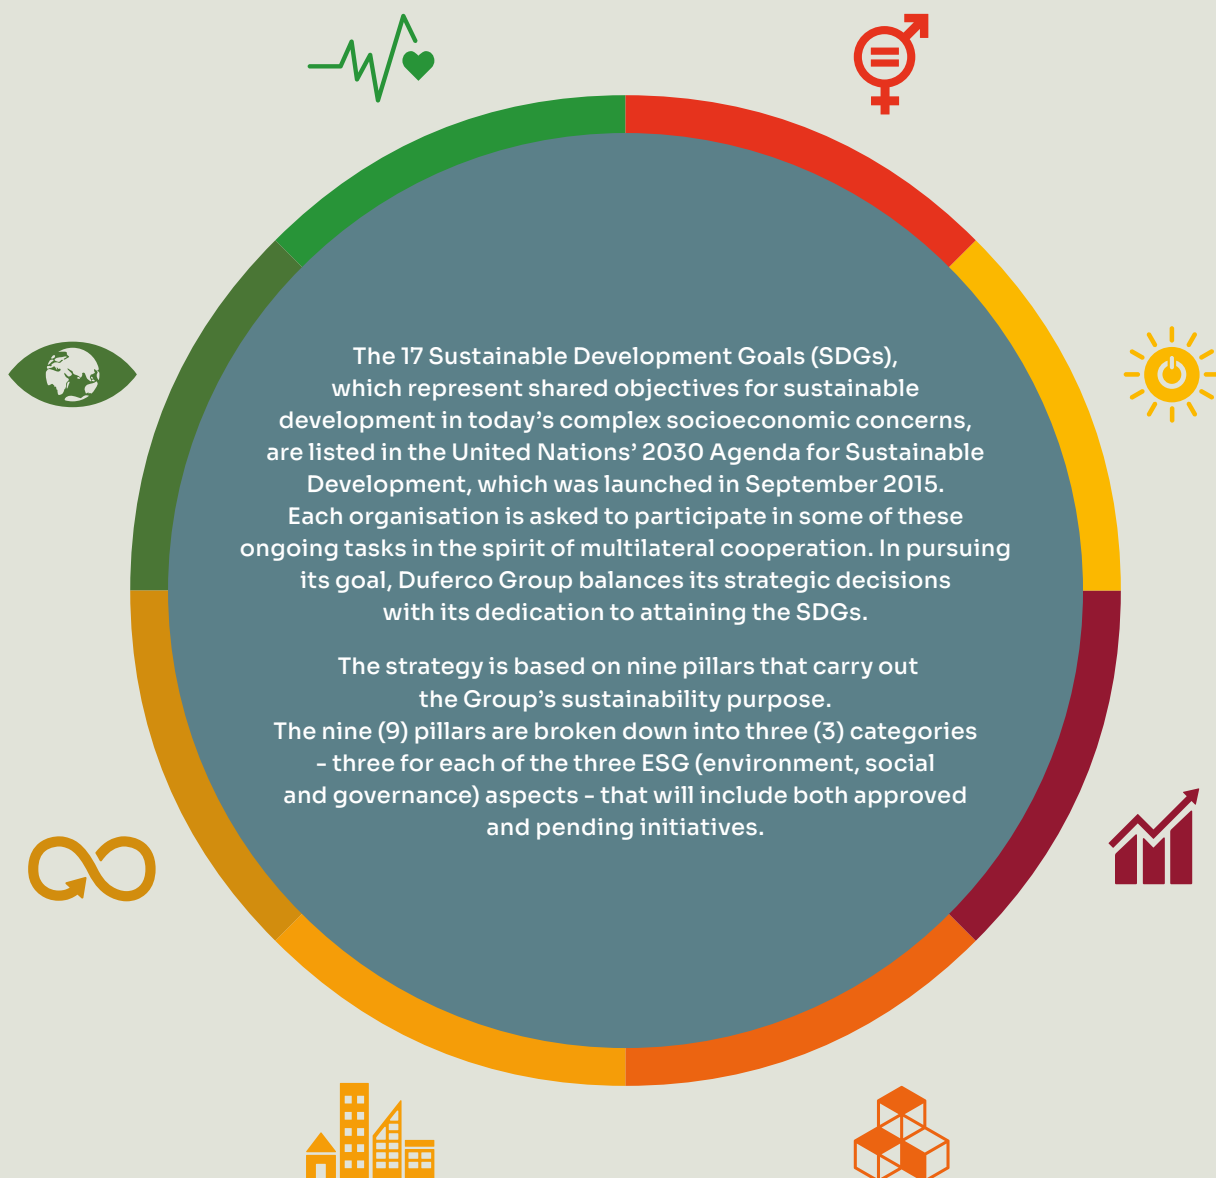 The 17 Sustainable Development Goals (SDGs),
which represent shared objectives for sustainable
development in today’s complex socioeconomic concerns,
are listed in the United Nations’ 2030 Agenda for Sustainable
Development, which was launched in September 2015.
Each organisation is asked to participate in some of these
ongoing tasks in the spirit of multilateral cooperation. In pursuing
its goal, Duferco Group balances its strategic decisions
with its dedication to attaining the SDGs.
The strategy is based on nine pillars that carry out
the Group’s sustainability purpose.
The nine (9) pillars are broken down into three (3) categories
- three for each of the three ESG (environment, social
and governance) aspects - that will include both approved
and pending initiatives.